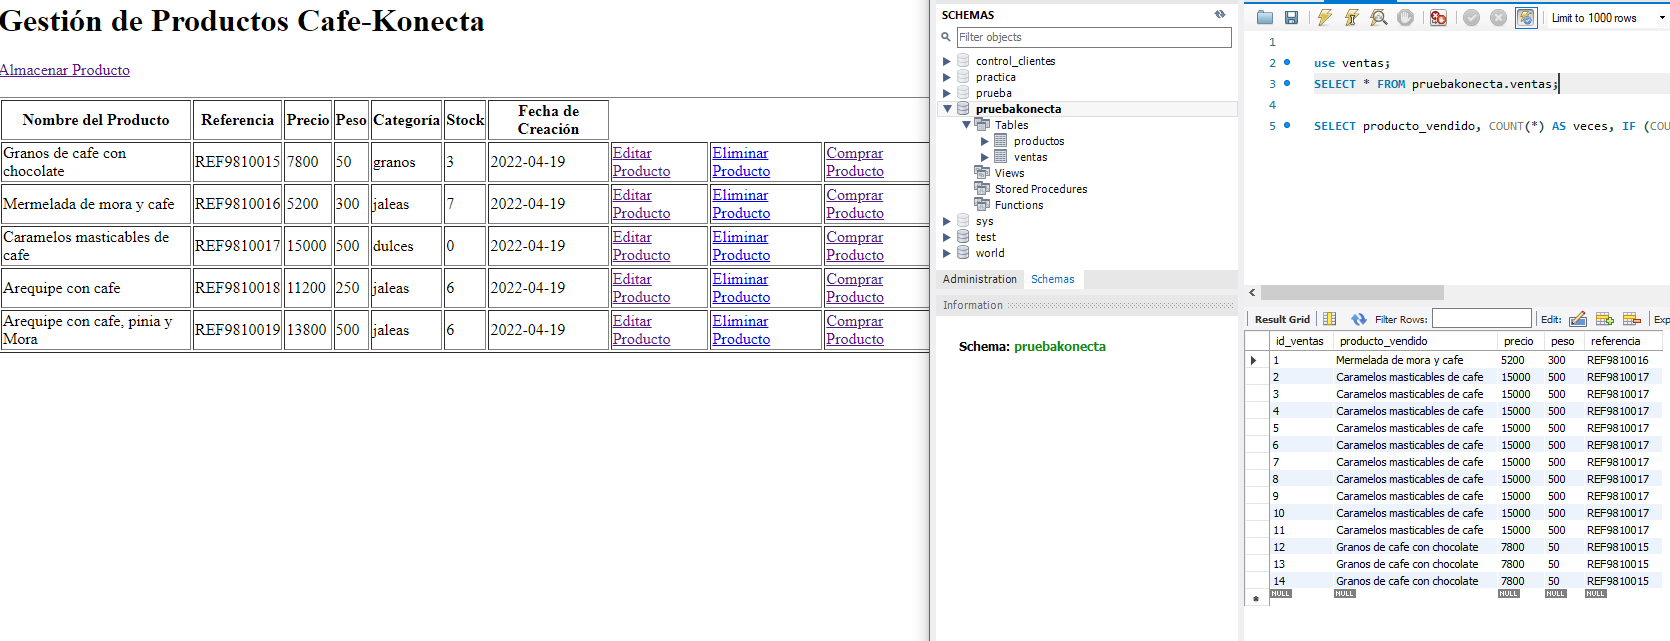 Gestión de Productos Cafe-Konecta
Almacenar Producto
Nombre del Producto Referencia Precio Peso Categoría Stock Fecha de
Creación
Granos de cafe con
chocolate REF9810015 7800 50 granos 3 2022-04-19 Editar
Producto Eliminar
Producto Comprar
Producto
Mermelada de mora y cafe REF9810016 5200 300 jaleas 7 2022-04-19 Editar
Producto Eliminar
Producto Comprar
Producto
Caramelos masticables de
cafe REF9810017 15000 500 dulces 0 2022-04-19 Editar
Producto Eliminar
Producto Comprar
Producto
Arequipe con cafe REF9810018 11200 250 jaleas 6 2022-04-19 Editar
Producto Eliminar
Producto Comprar
Producto
Arequipe con cafe, pinia y
Mora REF9810019 13800 500 jaleas 6 2022-04-19 Editar
Producto Eliminar
Producto Comprar
Producto
SCHEMAS
Filter objects
control_clientes
practica
prueba
pruebakonecta
Tables
productos
ventas
Views
Stored Procedures
Functions
sys
test
world
Administration Schemas
Information
Schema: pruebakonecta
Limit to 1000 rows
1
2 use ventas;
3 SELECT * FROM pruebakonecta.ventas;
4
5 SELECT producto_vendido, COUNT(*) AS veces, IF (COU
Result Grid Filter Rows: Edit: Exp
id_ventas producto_vendido precio peso referencia
1 Mermelada de mora y cafe 5200 300 REF9810016
2 Caramelos masticables de cafe 15000 500 REF9810017
3 Caramelos masticables de cafe 15000 500 REF9810017
4 Caramelos masticables de cafe 15000 500 REF9810017
5 Caramelos masticables de cafe 15000 500 REF9810017
6 Caramelos masticables de cafe 15000 500 REF9810017
7 Caramelos masticables de cafe 15000 500 REF9810017
8 Caramelos masticables de cafe 15000 500 REF9810017
9 Caramelos masticables de cafe 15000 500 REF9810017
10 Caramelos masticables de cafe 15000 500 REF9810017
11 Caramelos masticables de cafe 15000 500 REF9810017
12 Granos de cafe con chocolate 7800 50 REF9810015
13 Granos de cafe con chocolate 7800 50 REF9810015
14 Granos de cafe con chocolate 7800 50 REF9810015
NULL NULL NULL NULL NULL